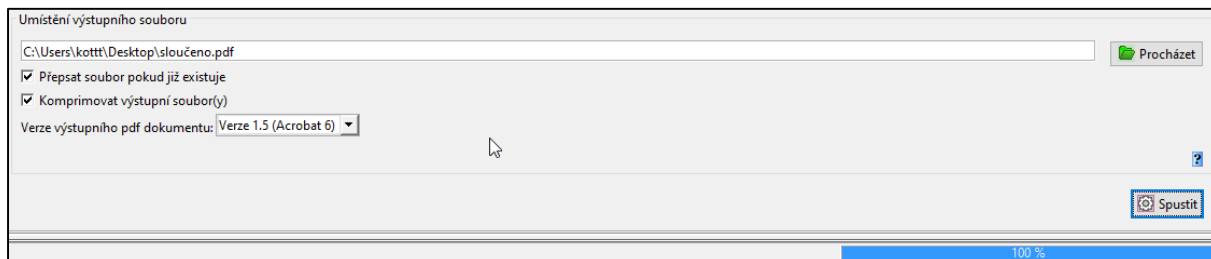 Umístění výstupního souboru
C:\Users\kottt\Desktop\sloučeno.pdf
Procházet
Přepsat soubor pokud již existuje
Komprimovat výstupní soubor(y)
Verze výstupního pdf dokumentu: Verze 1.5 (Acrobat 6)
?
Spustit
100 %